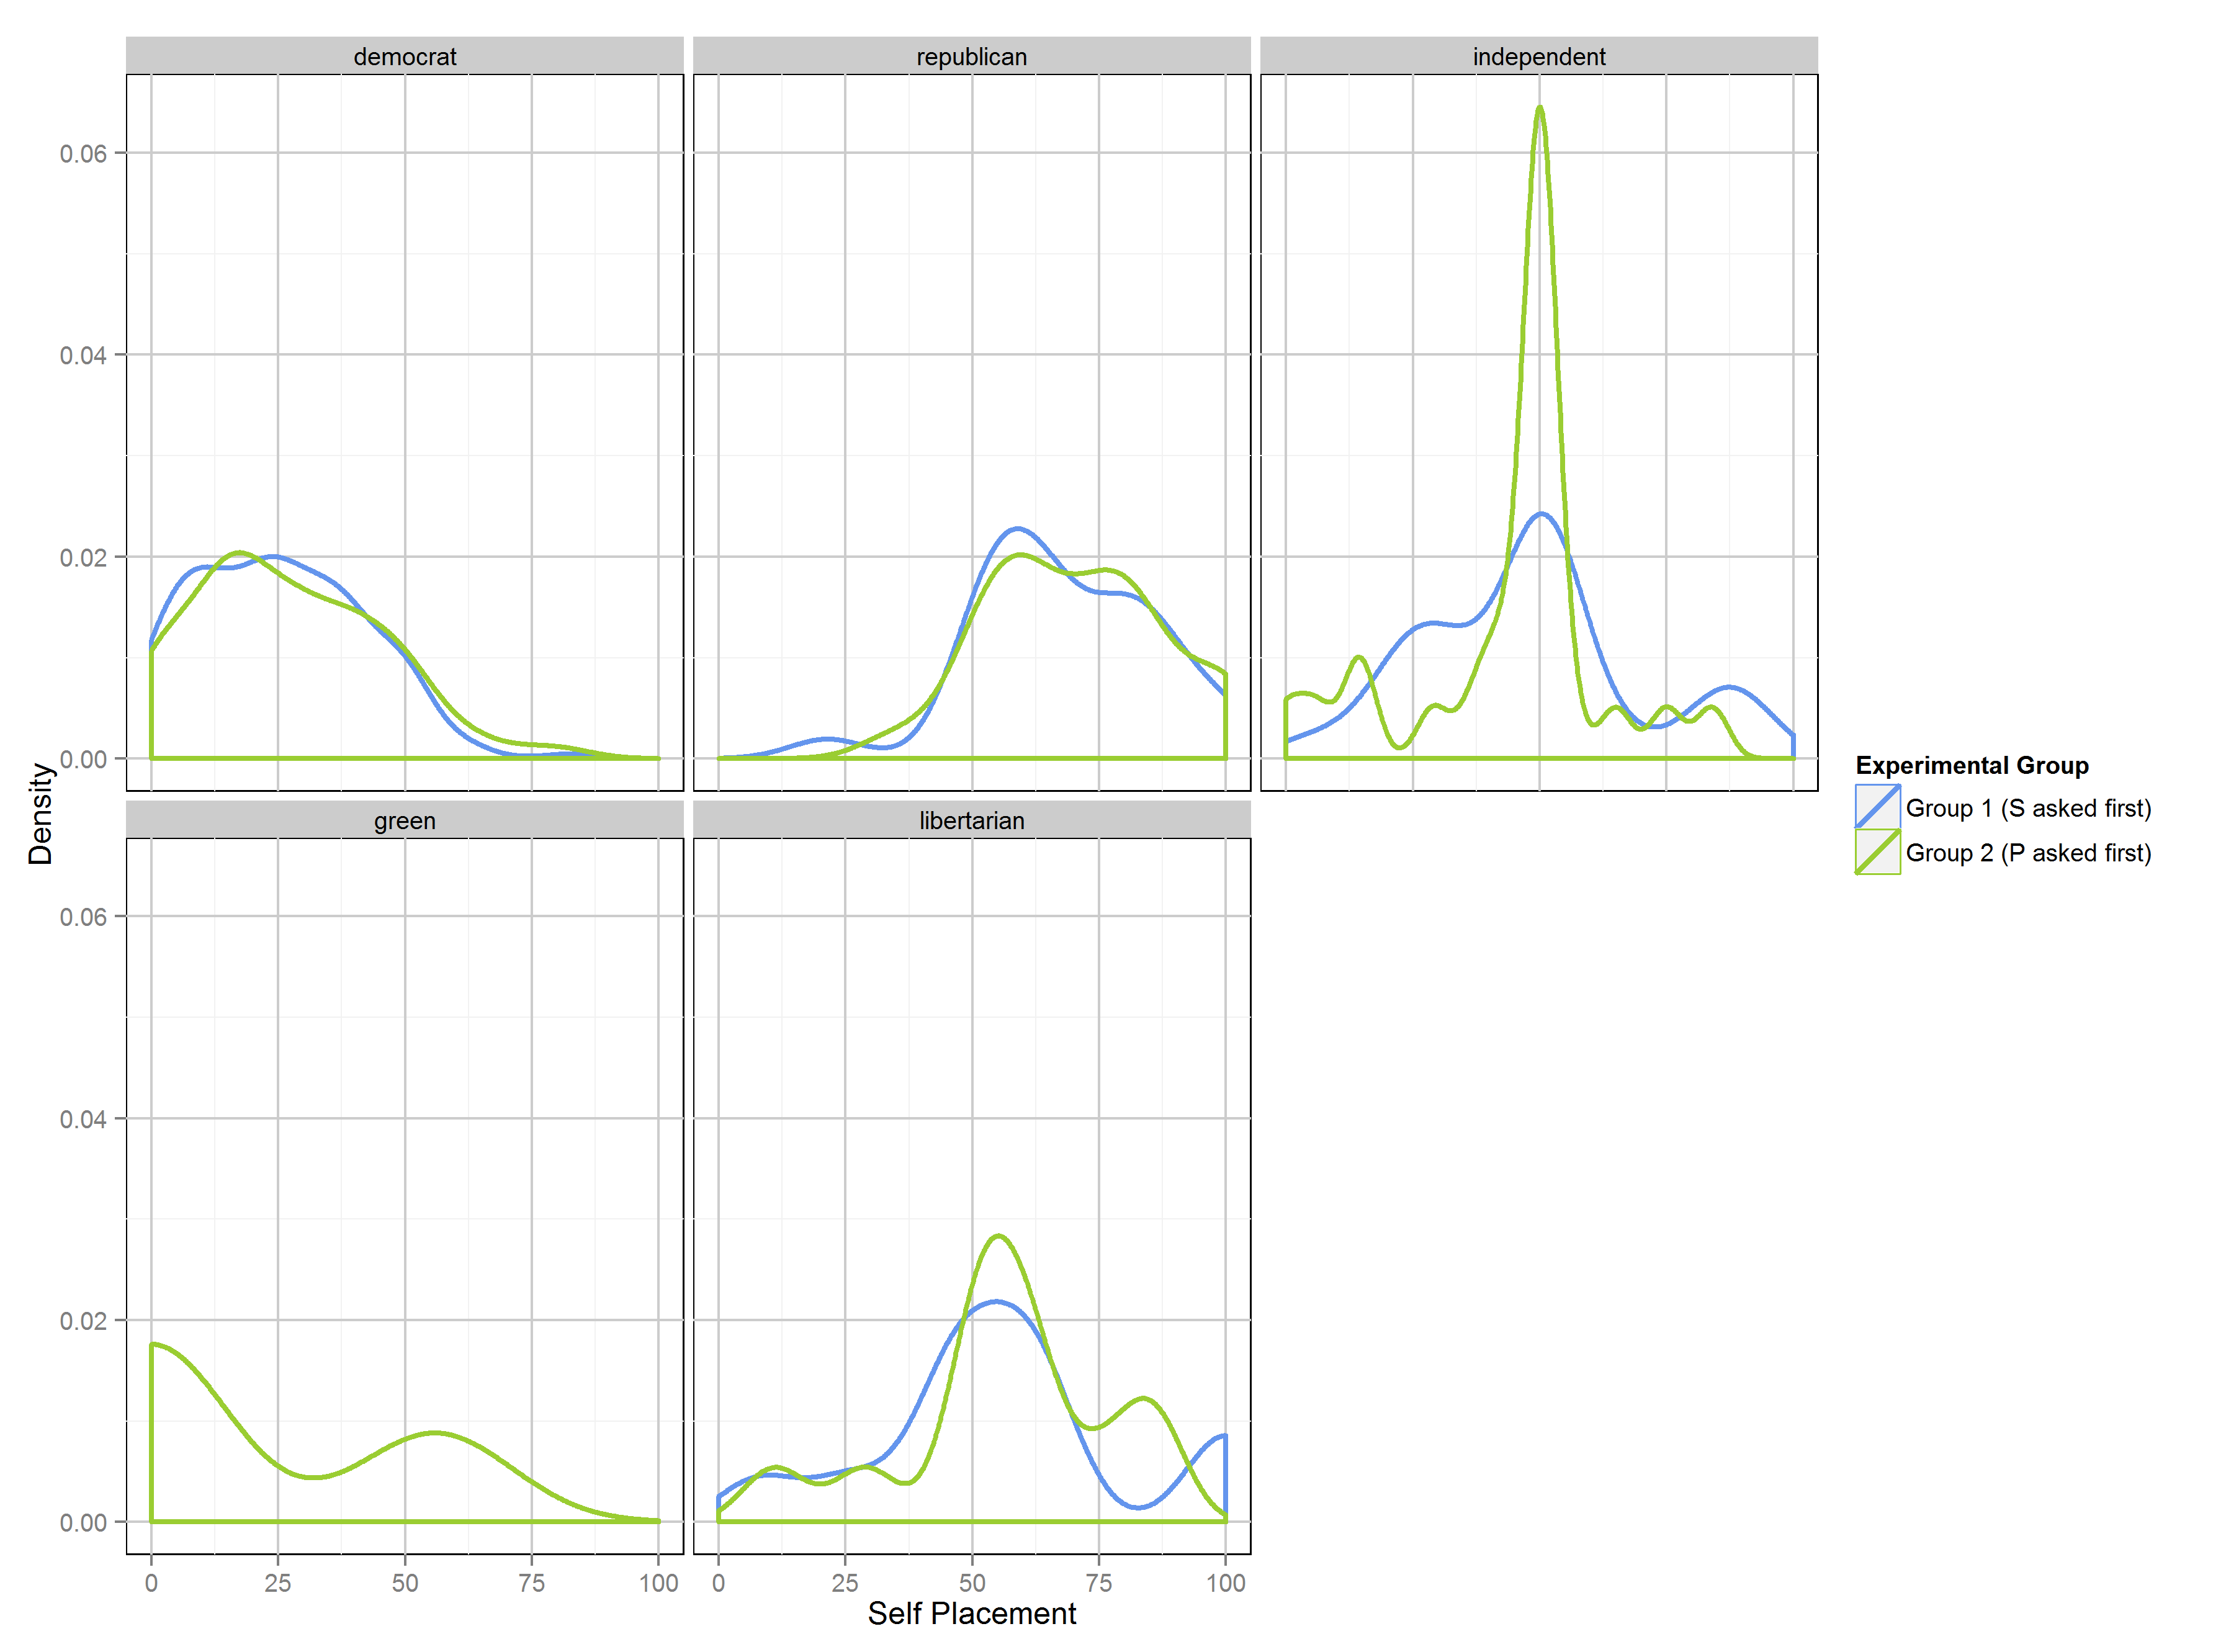 democrat
republican
independent
0.06
0.04
0.02
0.00
Density
green
libertarian
0.06
0.04
0.02
0.00
0 25 50 75 100
0 25 50 75 100
Self Placement
Experimental Group
Group 1 (S asked first)
Group 2 (P asked first)